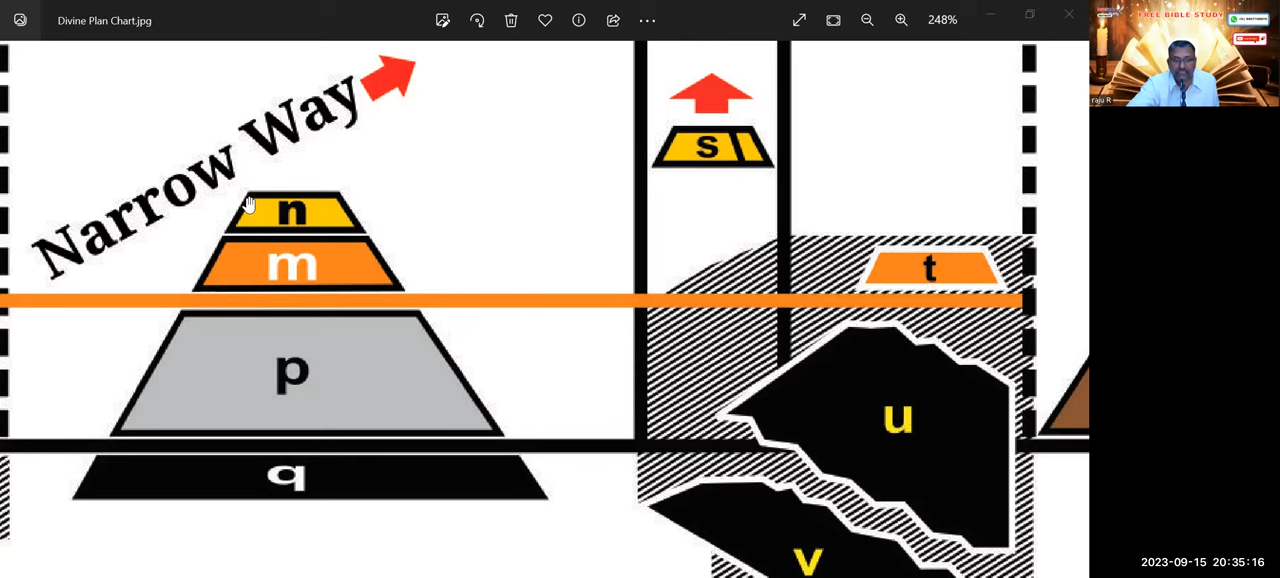 Divine Plan Chart.jpg
248%
FREE BIBLE STUDY
raju R
Narrow Way
n
m
p
q
s
t
u
v
2023-09-15 20:35:16